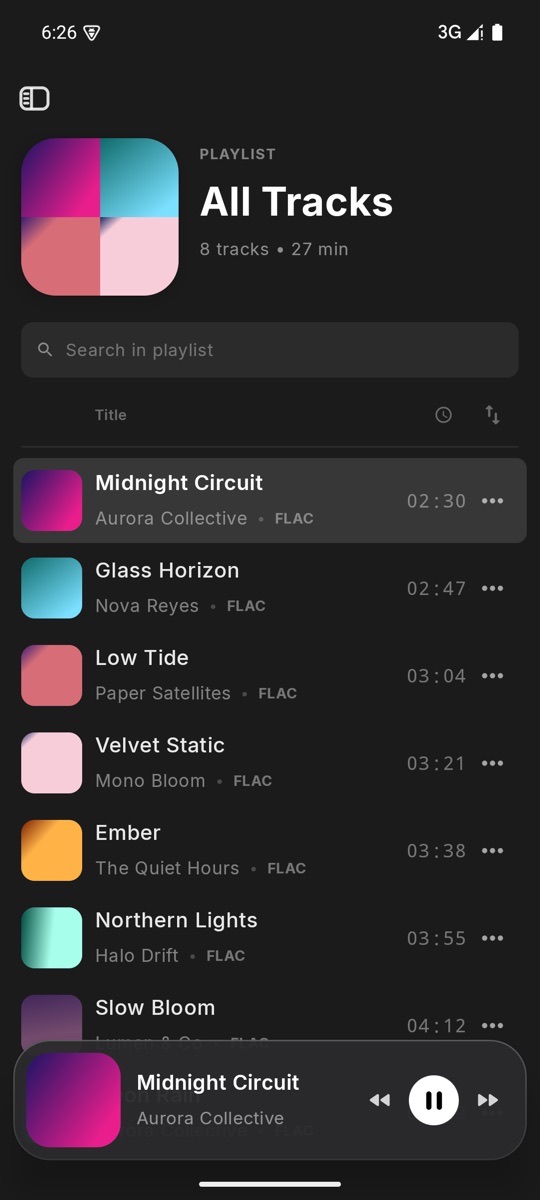 6:26
3G
PLAYLIST
All Tracks
8 tracks • 27 min
Search in playlist
Title
Midnight Circuit
Aurora Collective • FLAC
02:30
Glass Horizon
Nova Reyes • FLAC
02:47
Low Tide
Paper Satellites • FLAC
03:04
Velvet Static
Mono Bloom • FLAC
03:21
Ember
The Quiet Hours • FLAC
03:38
Northern Lights
Halo Drift • FLAC
03:55
Slow Bloom
04:12
FLAC
Midnight Circuit
Aurora Collective